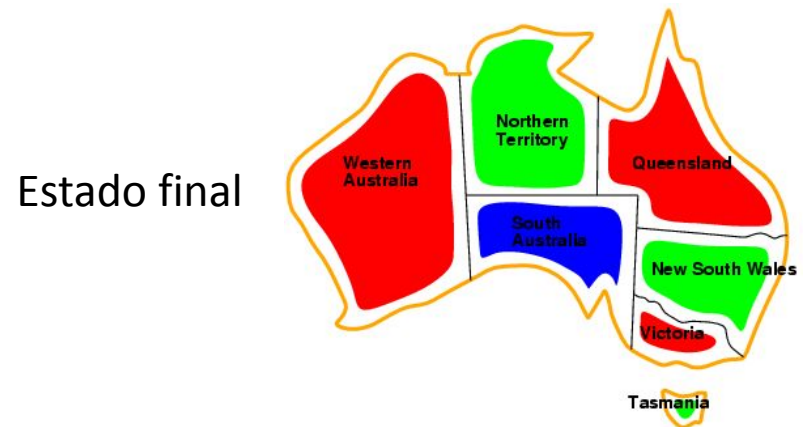 Estado final
Northern
Territory
Western
Australia
Queensland
South
Australia
New South Wales
Victoria
Tasmania